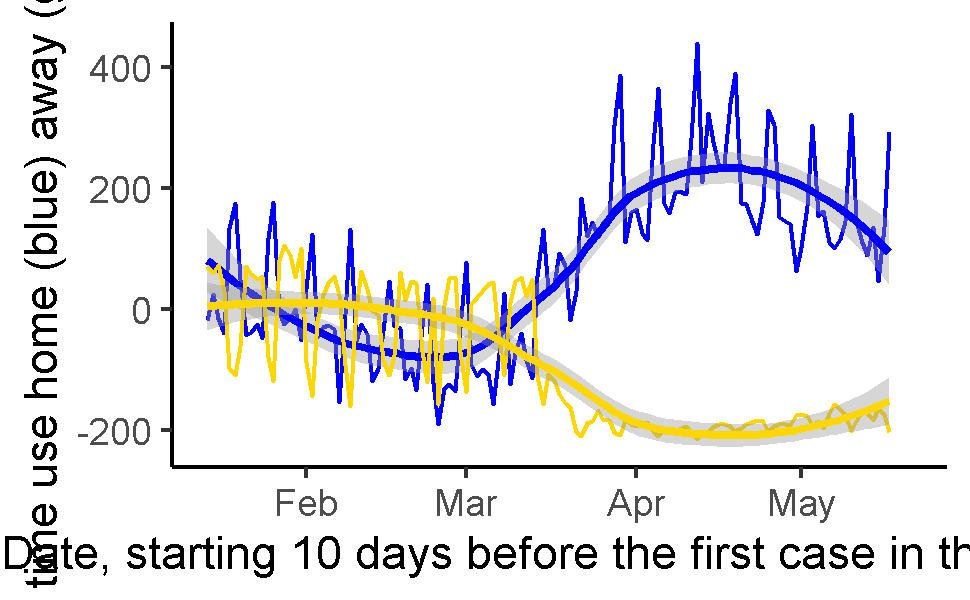 time use home (blue) away (
400
200
0
-200
Feb Mar Apr May
Date, starting 10 days before the first case in th